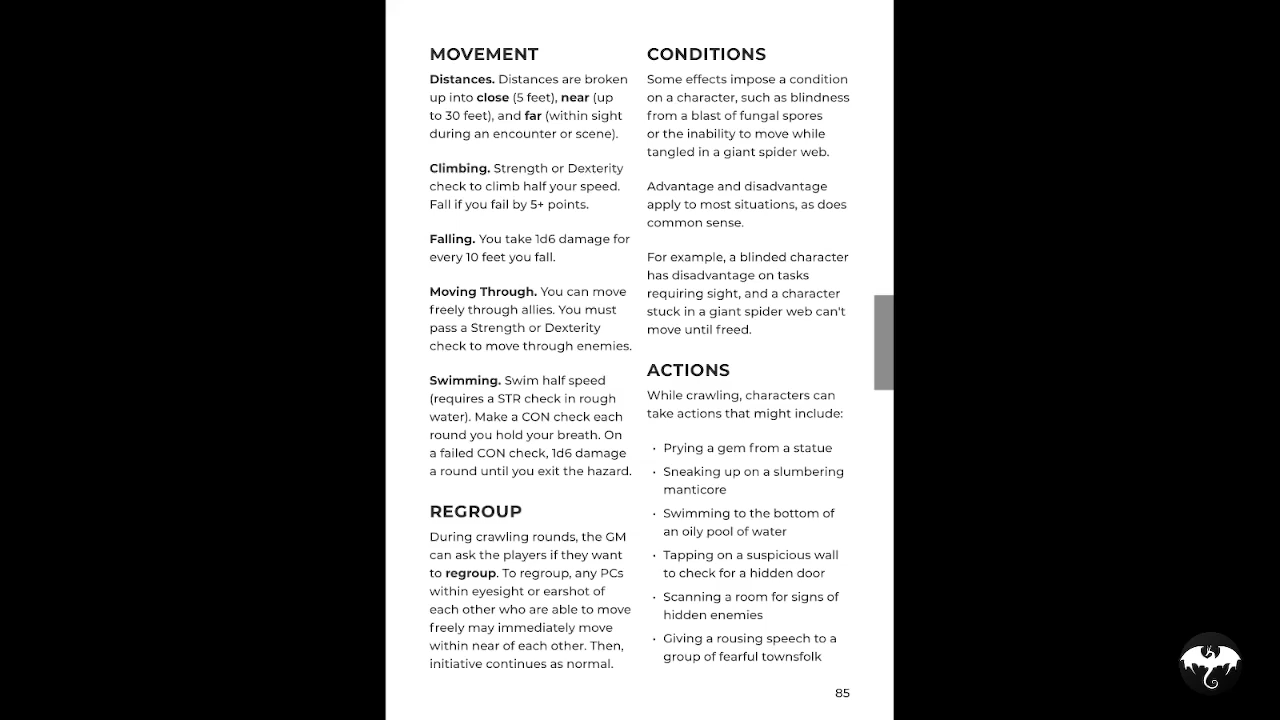 MOVEMENT
Distances. Distances are broken
up into close (5 feet), near (up
to 30 feet), and far (within sight
during an encounter or scene).
Climbing. Strength or Dexterity
check to climb half your speed.
Fall if you fail by 5+ points.
Falling. You take 1d6 damage for
every 10 feet you fall.
Moving Through. You can move
freely through allies. You must
pass a Strength or Dexterity
check to move through enemies.
Swimming. Swim half speed
(requires a STR check in rough
water). Make a CON check each
round you hold your breath. On
a failed CON check, 1d6 damage
a round until you exit the hazard.
REGROUP
During crawling rounds, the GM
can ask the players if they want
to regroup. To regroup, any PCs
within eyesight or earshot of
each other who are able to move
freely may immediately move
within near of each other. Then,
initiative continues as normal.
CONDITIONS
Some effects impose a condition
on a character, such as blindness
from a blast of fungal spores
or the inability to move while
tangled in a giant spider web.
Advantage and disadvantage
apply to most situations, as does
common sense.
For example, a blinded character
has disadvantage on tasks
requiring sight, and a character
stuck in a giant spider web can't
move until freed.
ACTIONS
While crawling, characters can
take actions that might include:
• Prying a gem from a statue
• Sneaking up on a slumbering
manticore
• Swimming to the bottom of
an oily pool of water
• Tapping on a suspicious wall
to check for a hidden door
• Scanning a room for signs of
hidden enemies
• Giving a rousing speech to a
group of fearful townsfolk
85